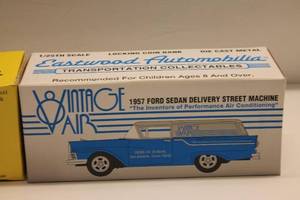 1/25TH SCALE LOCKING COIN BANK DIE CAST METAL
Eastwood Automobilia
TRANSPORTATION COLLECTABLES
Recommended For Children Ages 8 And Over.
VINTAGE
AIR
1957 FORD SEDAN DELIVERY STREET MACHINE
"The Inventors of Performance Air Conditioning"